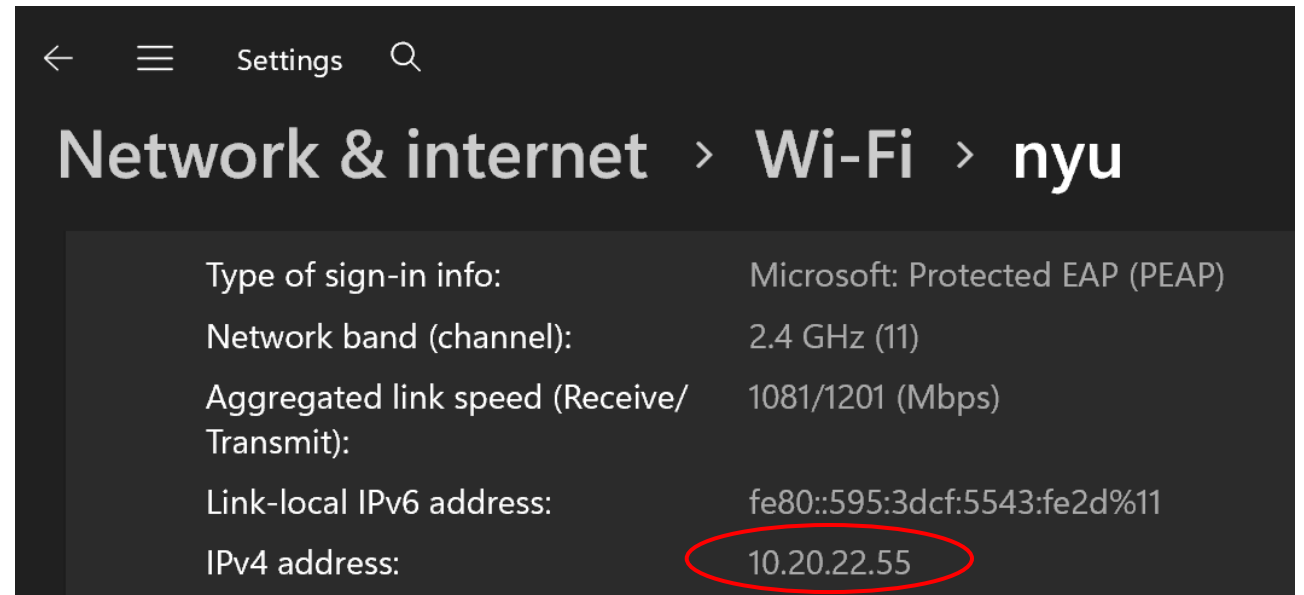 Settings
Network & internet > Wi-Fi > nyu
Type of sign-in info: Microsoft: Protected EAP (PEAP)
Network band (channel): 2.4 GHz (11)
Aggregated link speed (Receive/ 1081/1201 (Mbps)
Transmit):
Link-local IPv6 address: fe80::595:3dcf:5543:fe2d%11
IPv4 address: 10.20.22.55